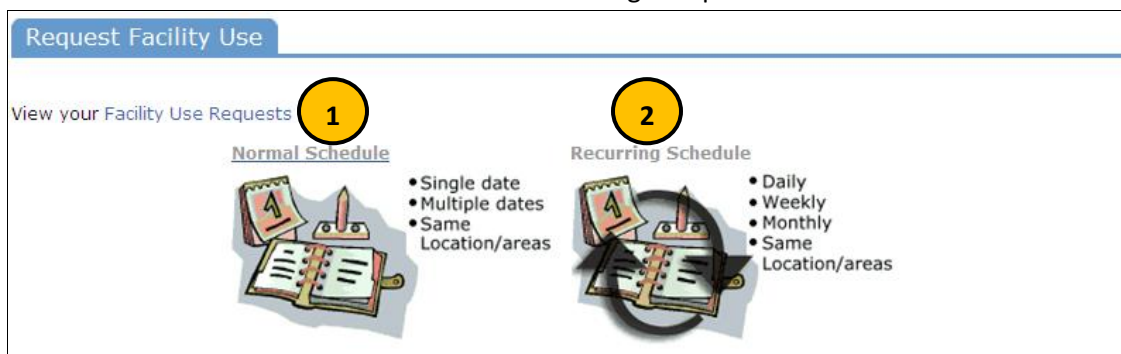 Request Facility Use
View your Facility Use Requests
1
2
Normal Schedule
• Single date
• Multiple dates
• Same
Location/areas
Recurring Schedule
• Daily
• Weekly
• Monthly
• Same
Location/areas